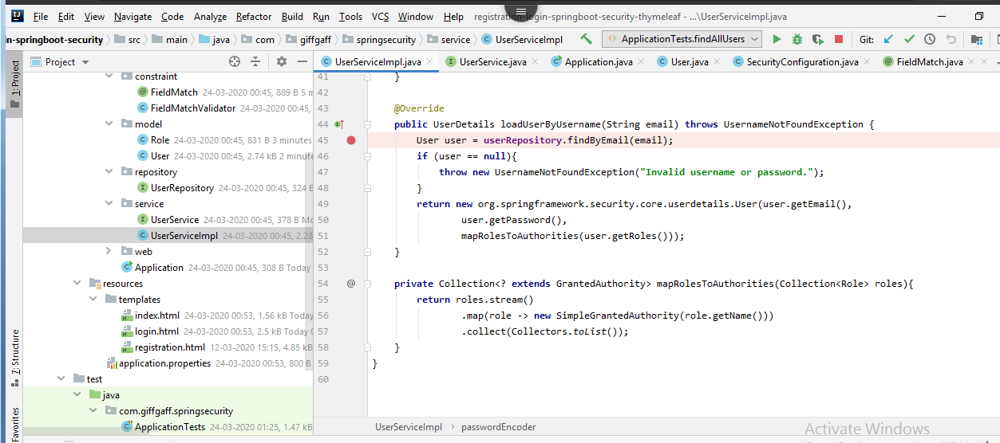 File Edit View Navigate Code Analyze Refactor Build Run Tools VCS Window Help registration-login-springboot-security-thymeleaf - ...\UserServiceImpl.java
in-springboot-security src main java com giffgaff springsecurity service UserServiceImpl ApplicationTests.findAllUsers Git:
1: Project
Project
UserServiceImpl.java UserService.java Application.java User.java SecurityConfiguration.java FieldMatch.java
constraint
FieldMatch 24-03-2020 00:45, 889 B 5 m
FieldMatchValidator 24-03-2020 00:45,
model
Role 24-03-2020 00:45, 831 B 3 minutes
User 24-03-2020 00:45, 2.74 kB 2 minute
repository
UserRepository 24-03-2020 00:45, 324 B
service
UserService 24-03-2020 00:45, 378 B Mo
UserServiceImpl 24-03-2020 00:45, 2.28
web
Application 24-03-2020 00:45, 308 B Today
resources
templates
index.html 24-03-2020 00:53, 1.56 kB Today
login.html 24-03-2020 00:53, 2.5 kB Today
registration.html 12-03-2020 15:15, 4.85 kB
application.properties 24-03-2020 00:53, 800 B
test
java
com.giffgaff.springsecurity
ApplicationTests 24-03-2020 01:25, 1.47 kB
7: Structure
Favorites
41 }
42
43 @Override
44 public UserDetails loadUserByUsername(String email) throws UsernameNotFoundException {
45 User user = userRepository.findByEmail(email);
46 if (user == null){
47 throw new UsernameNotFoundException("Invalid username or password.");
48 }
49 return new org.springframework.security.core.userdetails.User(user.getEmail(),
50 user.getPassword(),
51 mapRolesToAuthorities(user.getRoles()));
52 }
53
54 private Collection<? extends GrantedAuthority> mapRolesToAuthorities(Collection<Role> roles){
55 return roles.stream()
56 .map(role -> new SimpleGrantedAuthority(role.getName()))
57 .collect(Collectors.toList());
58 }
59 }
60
UserServiceImpl › passwordEncoder
Activate Windows